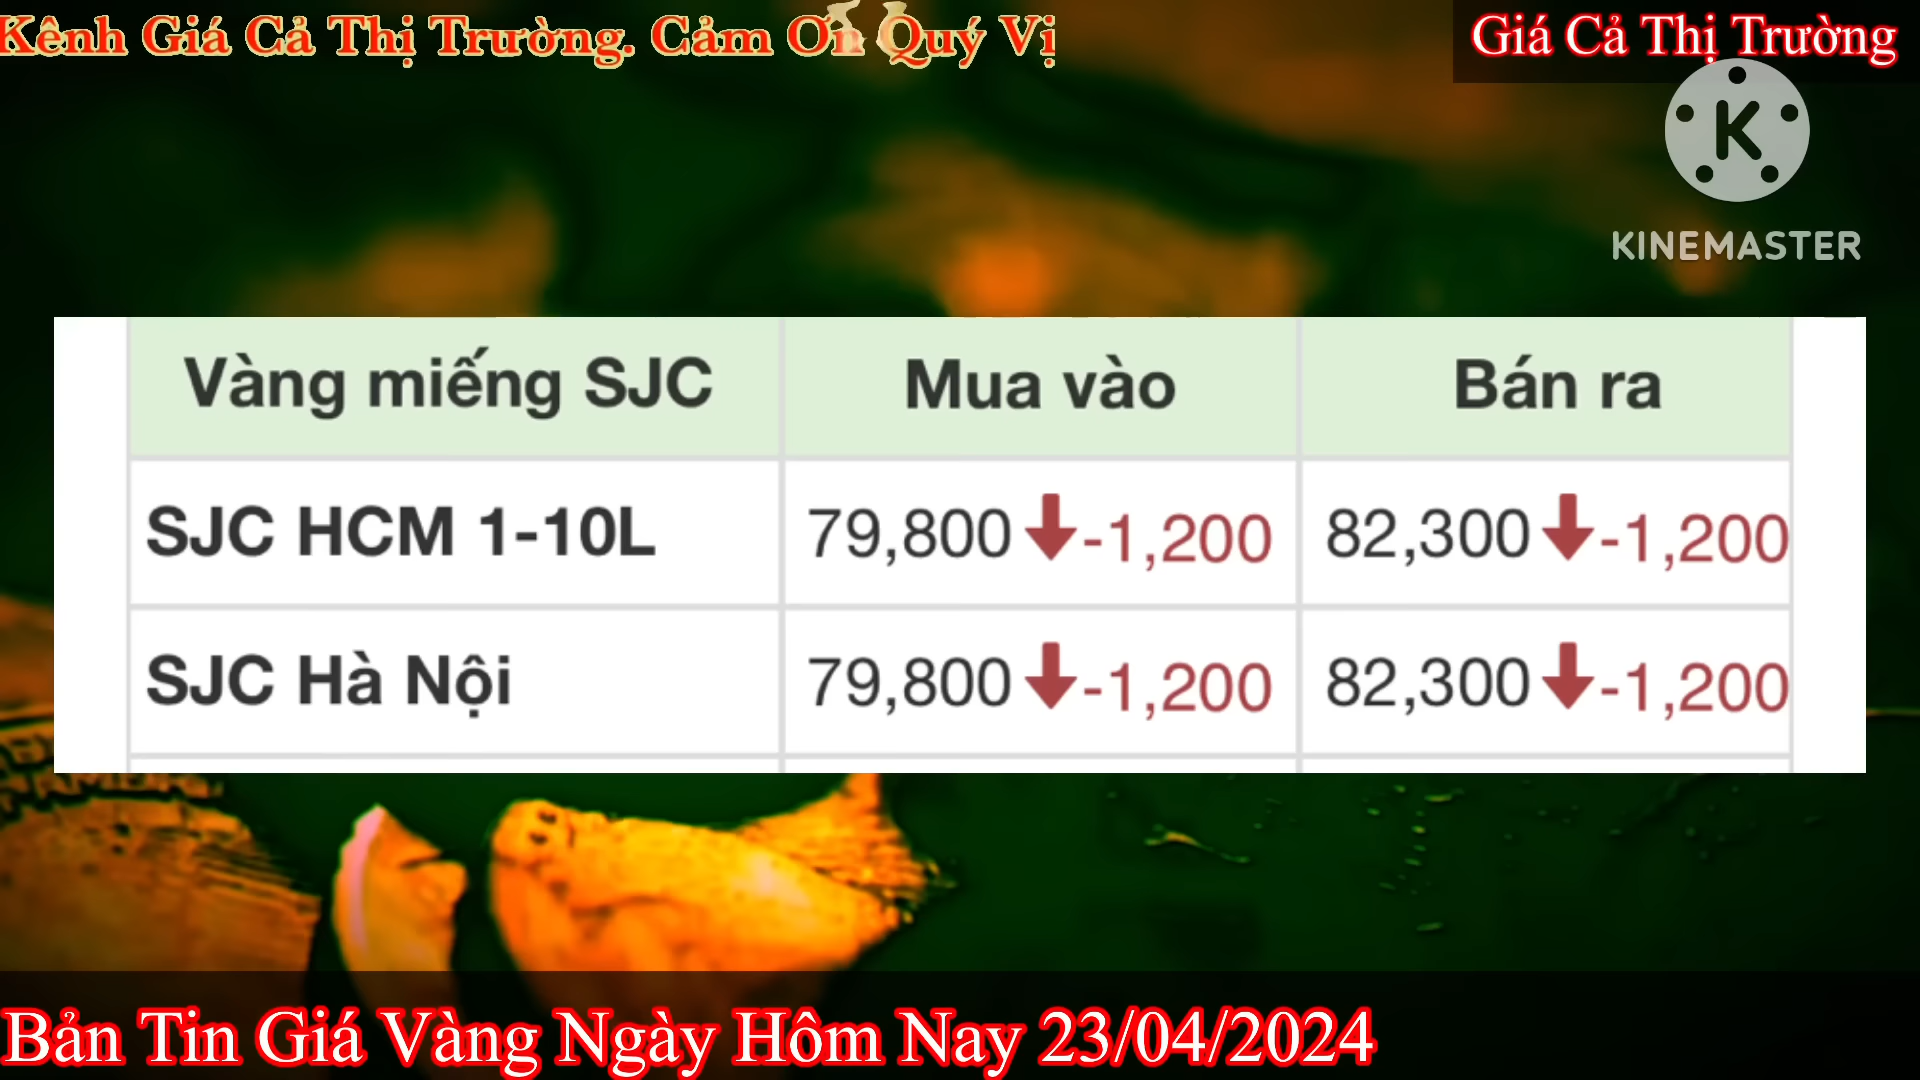 Kênh Giá Cả Thị Trường. Cảm Ơn Quý Vị
Giá Cả Thị Trường
KINEMASTER
Vàng miếng SJC Mua vào Bán ra
SJC HCM 1-10L 79,800 -1,200 82,300 -1,200
SJC Hà Nội 79,800 -1,200 82,300 -1,200
Bản Tin Giá Vàng Ngày Hôm Nay 23/04/2024